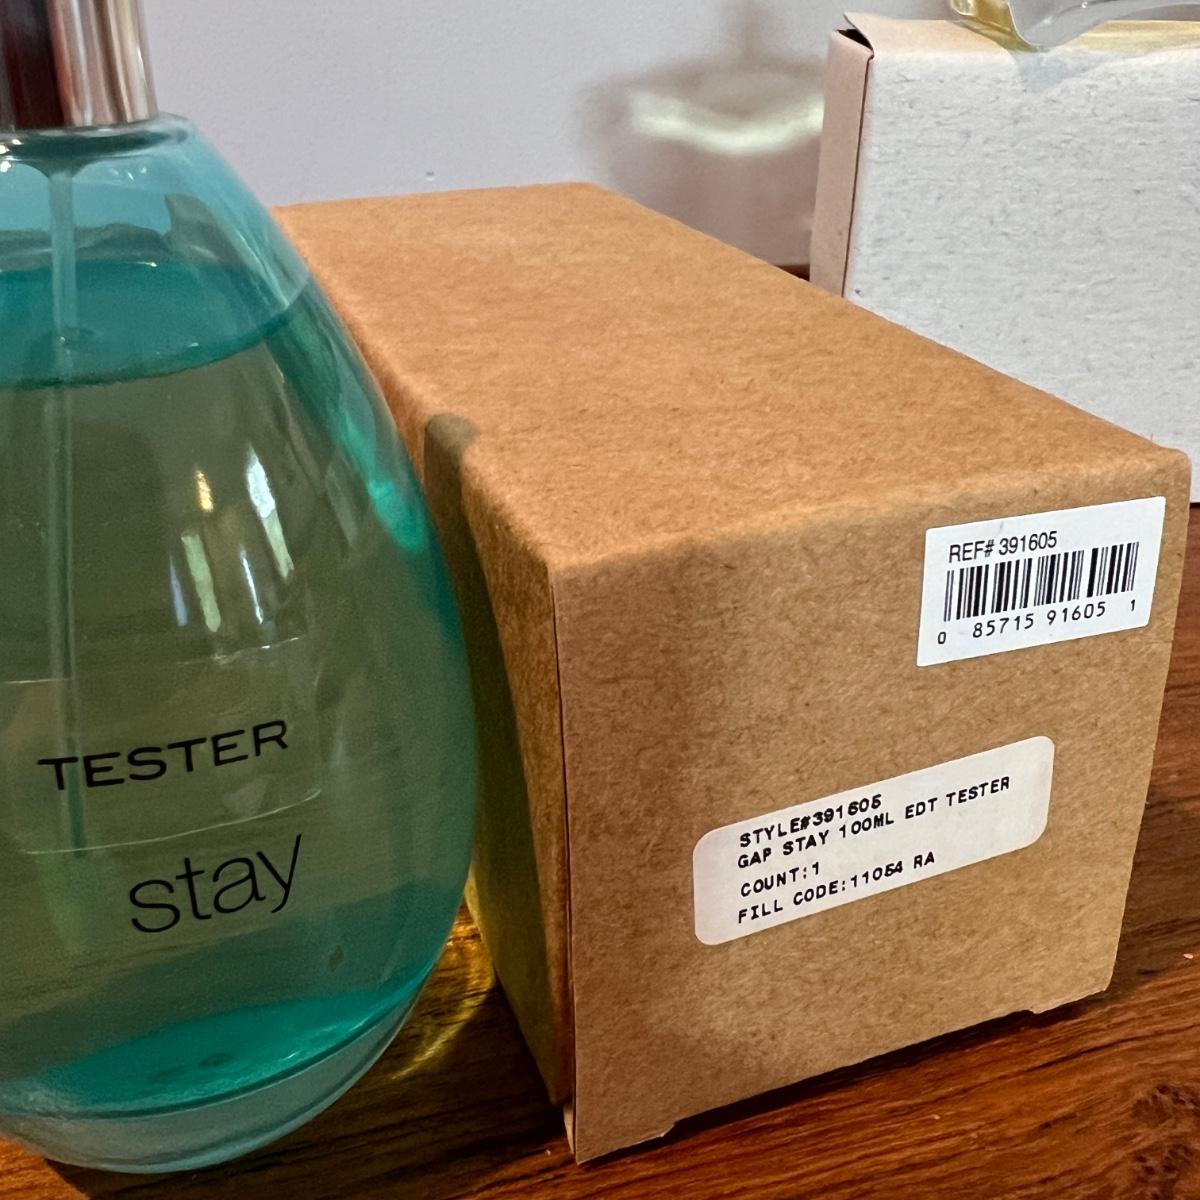 TESTER
stay
REF# 391605
0 85715 91605 1
STYLE#391605
GAP STAY 100ML EDT TESTER
COUNT:1
FILL CODE:11054 RA